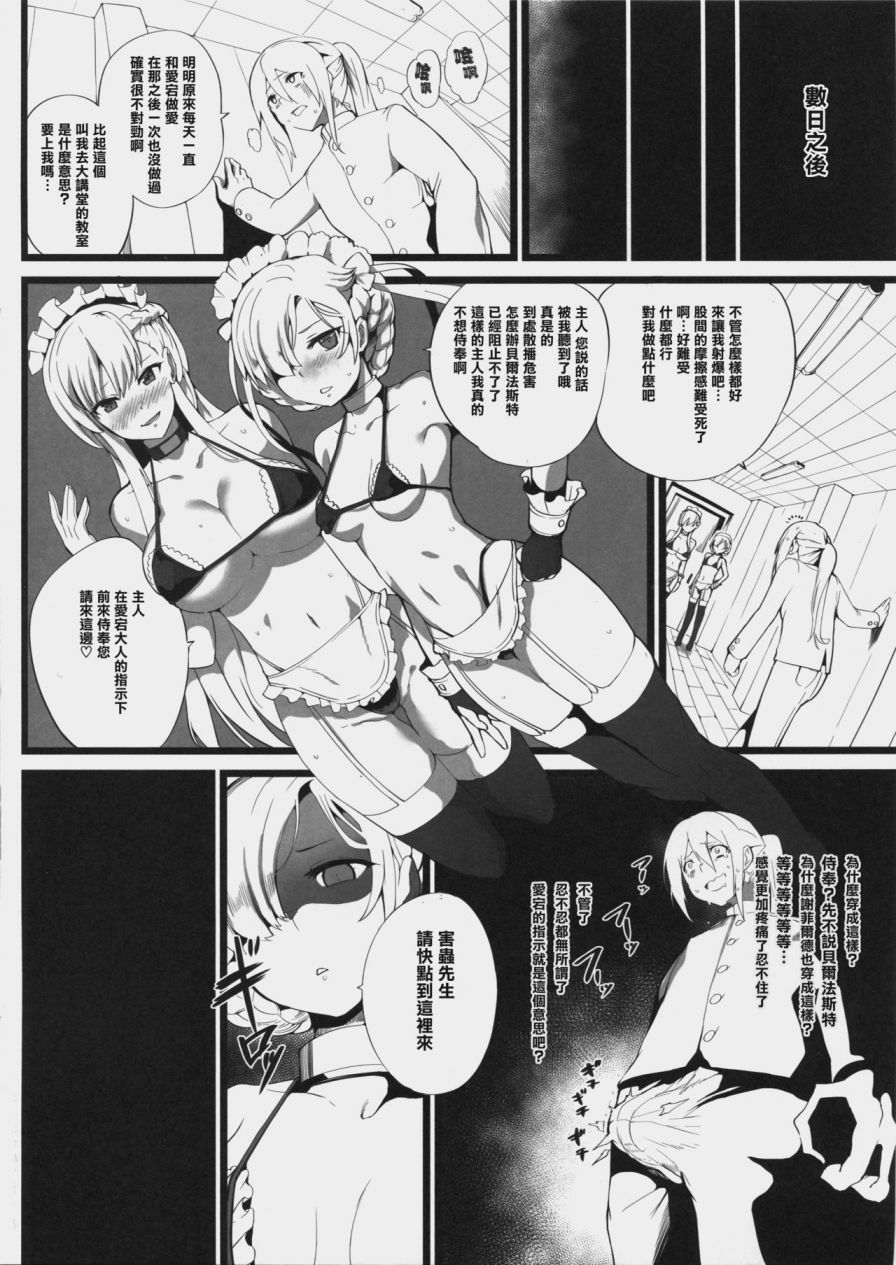 數日之後
哈啊
哈啊
明明原來每天一直
和愛宕做愛
在那之後一次也沒做過
確實很不對勁啊
比起這個
叫我去大講堂的教室
是什麼意思?
要上我嗎…
不管怎麼樣都好
來讓我射爆吧…
股間的摩擦感難受死了
啊…好難受
什麼都行
對我做點什麼吧
主人 您說的話
被我聽到了哦
真是的
到處散播危害
怎麼辦貝爾法斯特
已經阻止不了了
這樣的主人我真的
不想侍奉啊
主人
在愛宕大人的指示下
前來侍奉您
請來這邊♡
為什麼穿成這樣?
侍奉?先不說貝爾法斯特
為什麼謝菲爾德也穿成這樣?
等等等等等等…
感覺更加疼痛了忍不住了
不管了
忍不忍都無所謂了
愛宕的指示就是這個意思吧?
ギチ
ギチ
ギチ
害蟲先生
請快點到這裡來
ギロッ